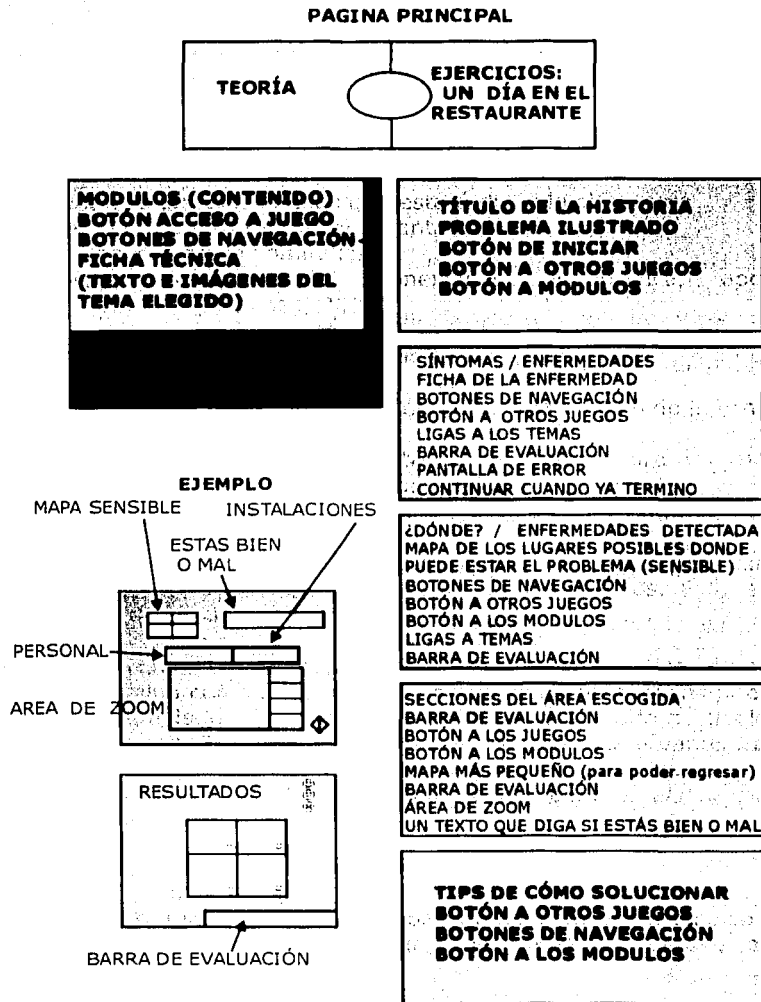 PAGINA PRINCIPAL
TEORÍA
EJERCICIOS:
UN DÍA EN EL
RESTAURANTE
MODULOS (CONTENIDO)
BOTÓN ACCESO A JUEGO
BOTONES DE NAVEGACIÓN
FICHA TÉCNICA
(TEXTO E IMÁGENES DEL
TEMA ELEGIDO)
TÍTULO DE LA HISTORIA
PROBLEMA ILUSTRADO
BOTÓN DE INICIAR
BOTÓN A OTROS JUEGOS
BOTÓN A MODULOS
SÍNTOMAS / ENFERMEDADES
FICHA DE LA ENFERMEDAD
BOTONES DE NAVEGACIÓN
BOTÓN A OTROS JUEGOS
LIGAS A LOS TEMAS
BARRA DE EVALUACIÓN
PANTALLA DE ERROR
CONTINUAR CUANDO YA TERMINO
EJEMPLO
MAPA SENSIBLE
INSTALACIONES
ESTAS BIEN
O MAL
PERSONAL
AREA DE ZOOM
¿DÓNDE? / ENFERMEDADES DETECTADA
MAPA DE LOS LUGARES POSIBLES DONDE
PUEDE ESTAR EL PROBLEMA (SENSIBLE)
BOTONES DE NAVEGACIÓN
BOTÓN A OTROS JUEGOS
BOTÓN A LOS MODULOS
LIGAS A TEMAS
BARRA DE EVALUACIÓN
SECCIONES DEL ÁREA ESCOGIDA
BARRA DE EVALUACIÓN
BOTÓN A LOS JUEGOS
BOTÓN A LOS MODULOS
MAPA MÁS PEQUEÑO (para poder regresar)
BARRA DE EVALUACIÓN
ÁREA DE ZOOM
UN TEXTO QUE DIGA SI ESTÁS BIEN O MAL
RESULTADOS
BARRA DE EVALUACIÓN
TIPS DE CÓMO SOLUCIONAR
BOTÓN A OTROS JUEGOS
BOTONES DE NAVEGACIÓN
BOTÓN A LOS MODULOS